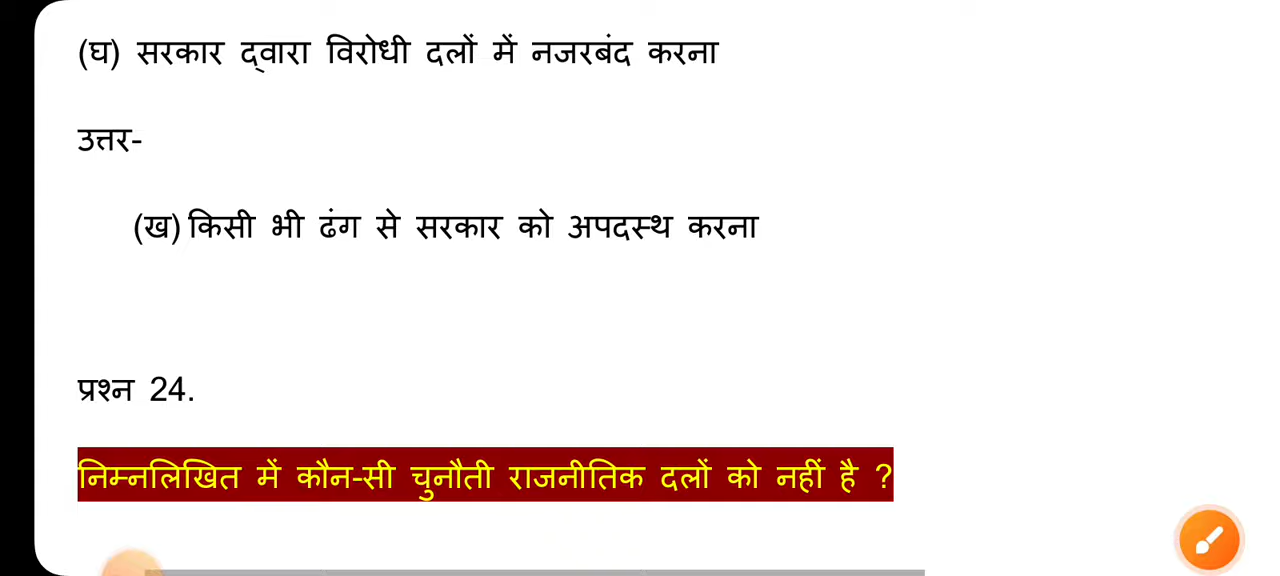 (घ) सरकार द्वारा विरोधी दलों में नजरबंद करना
उत्तर-
(ख) किसी भी ढंग से सरकार को अपदस्थ करना
प्रश्न 24.
निम्नलिखित में कौन-सी चुनौती राजनीतिक दलों को नहीं है ?